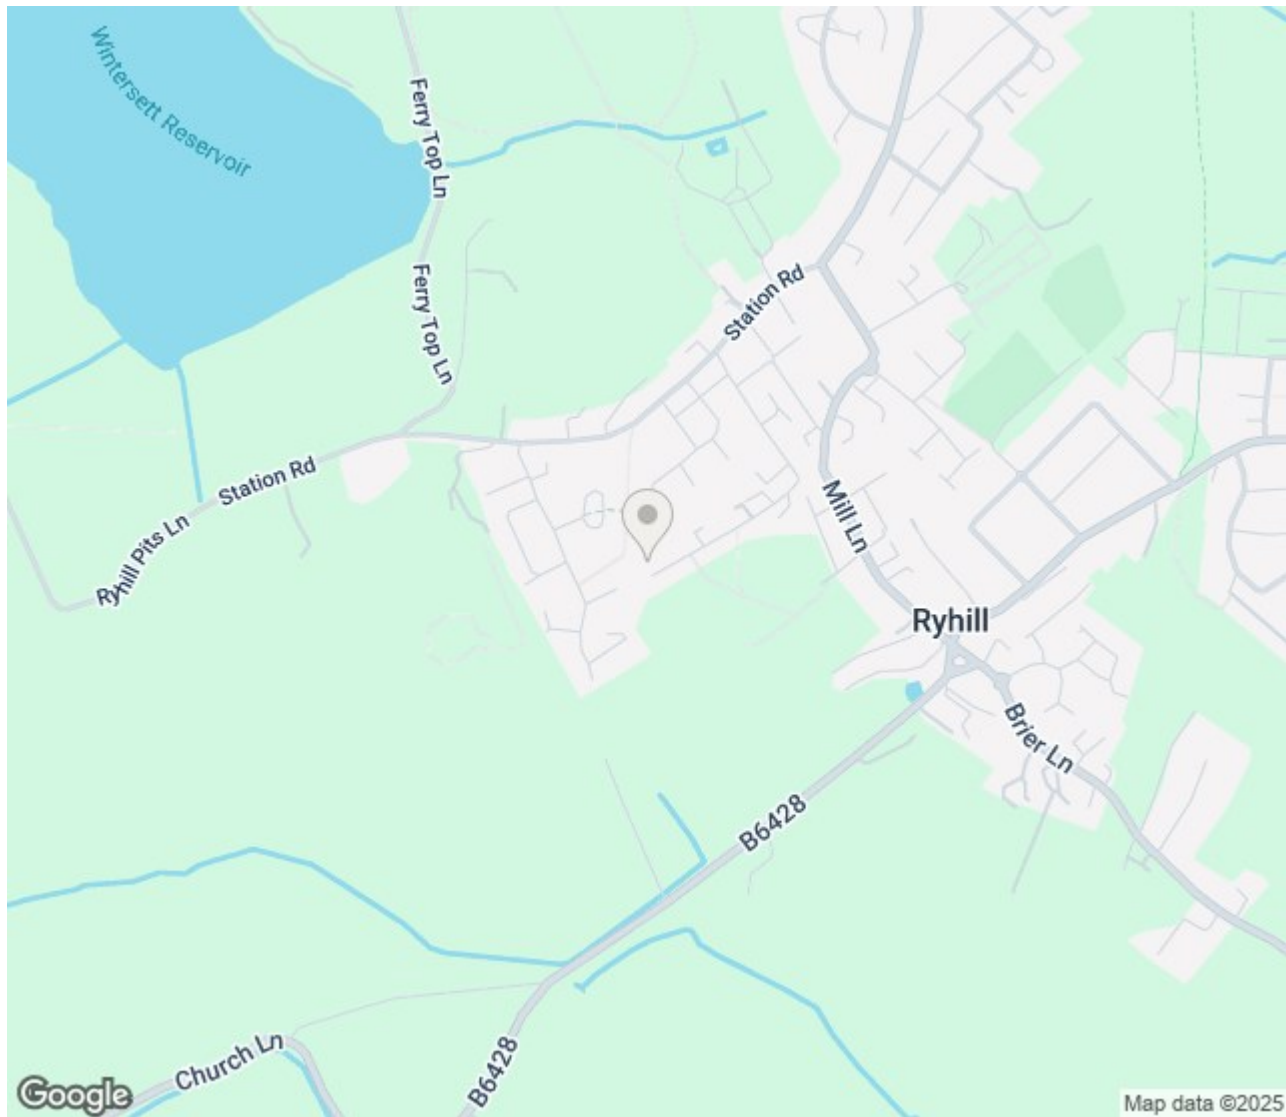 Wintersett Reservoir
Ferry Top Ln
Ferry Top Ln
Station Rd
Station Rd
Ryhill Pits Ln
Mill Ln
Ryhill
Brier Ln
B6428
B6428
Church Ln
Google
Map data ©2025